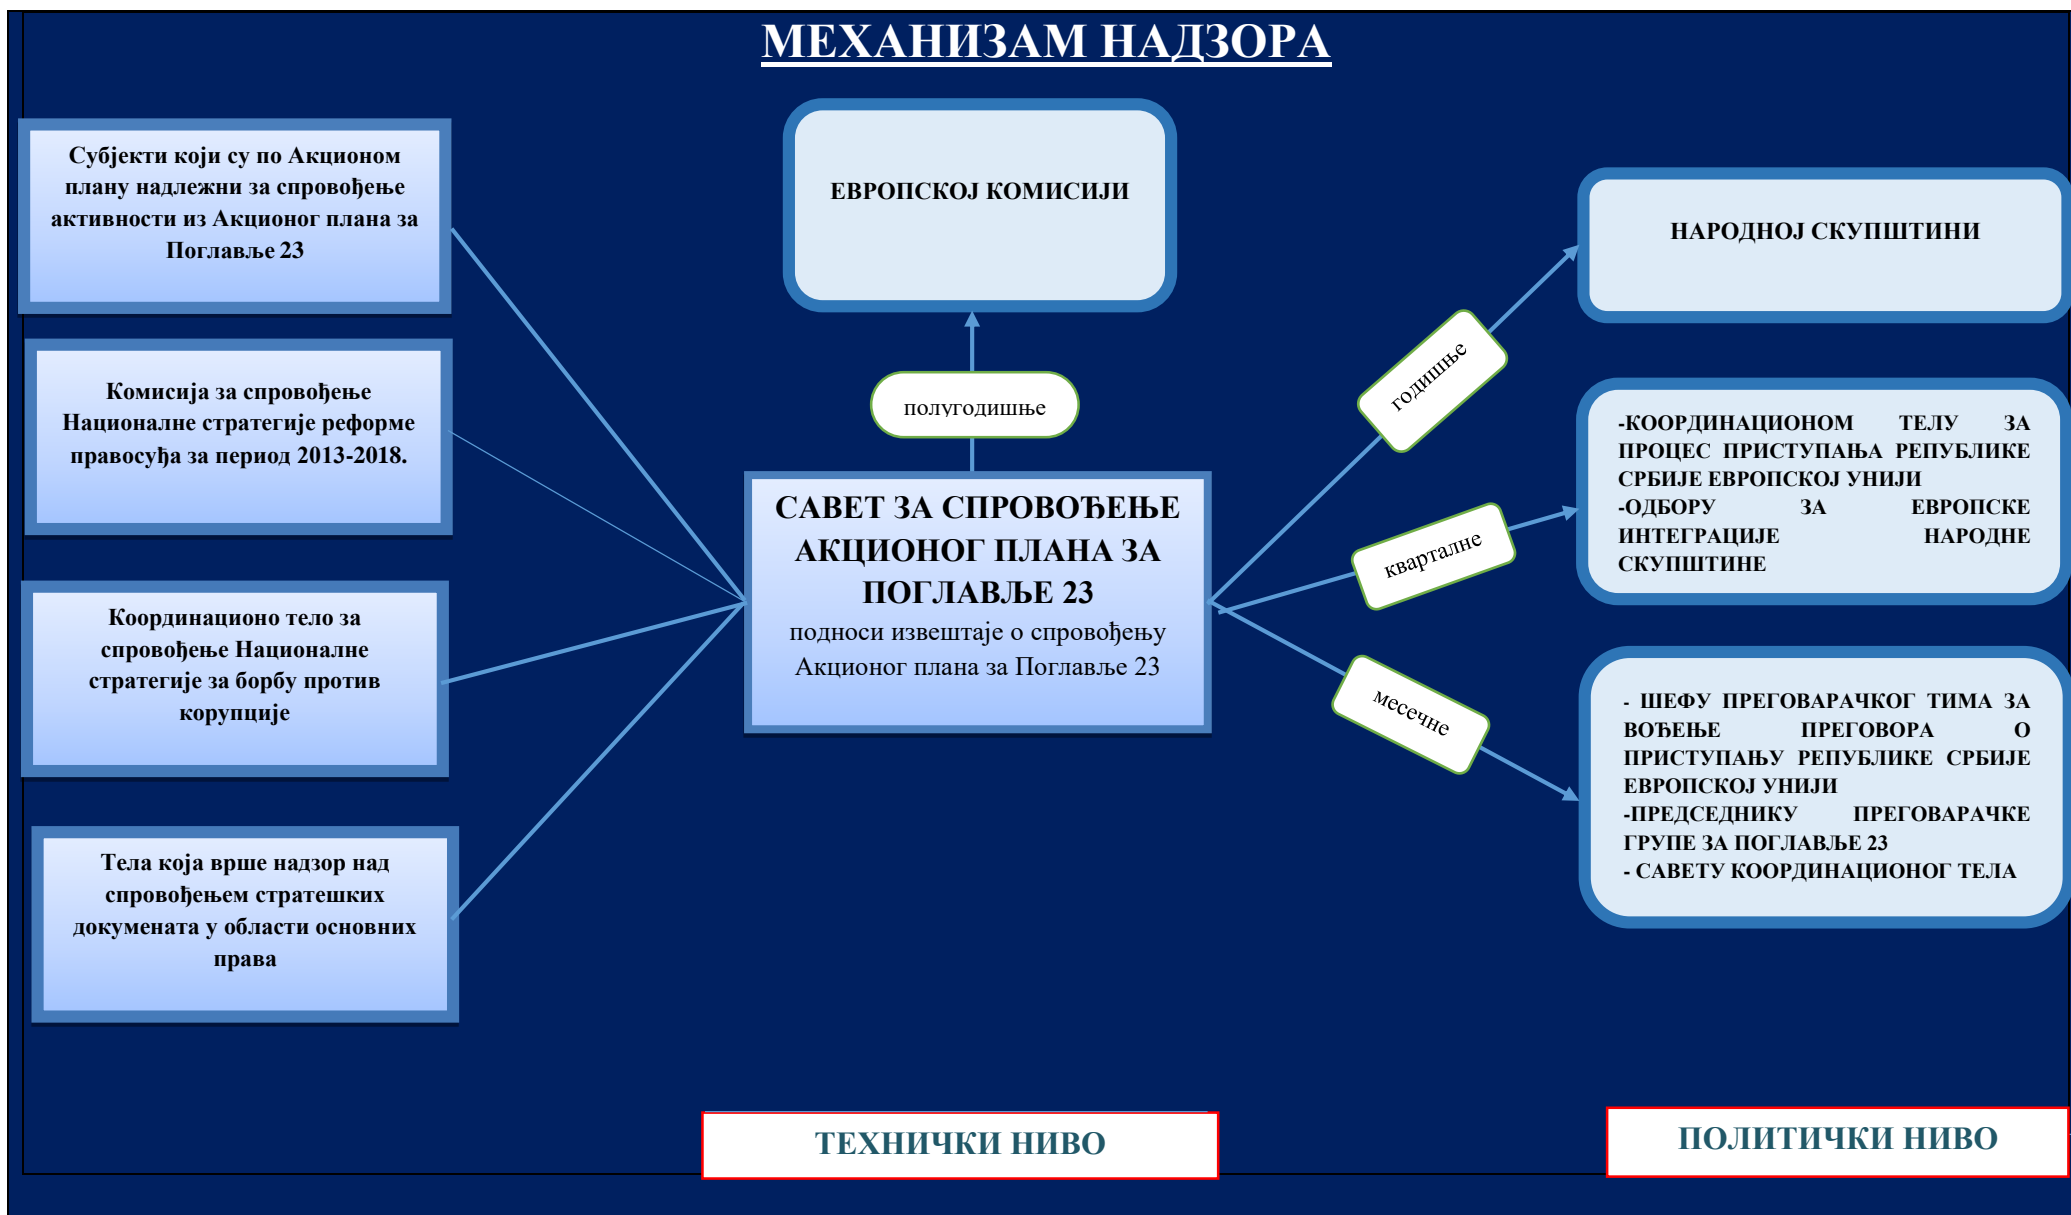 МЕХАНИЗАМ НАДЗОРА
Субјекти који су по Акционом
плану надлежни за спровођење
активности из Акционог плана за
Поглавље 23
Комисија за спровођење
Националне стратегије реформе
правосуђа за период 2013-2018.
Координационо тело за
спровођење Националне
стратегије за борбу против
корупције
Тела која врше надзор над
спровођењем стратешких
докумената у области основних
права
ЕВРОПСКОЈ КОМИСИЈИ
полугодишње
САВЕТ ЗА СПРОВОЂЕЊЕ
АКЦИОНОГ ПЛАНА ЗА
ПОГЛАВЉЕ 23
подноси извештаје о спровођењу
Акционог плана за Поглавље 23
годишње
квартално
месечне
НАРОДНОЈ СКУПШТИНИ
-КООРДИНАЦИОНОМ ТЕЛУ ЗА
ПРОЦЕС ПРИСТУПАЊА РЕПУБЛИКЕ
СРБИЈЕ ЕВРОПСКОЈ УНИЈИ
-ОДБОРУ ЗА ЕВРОПСКЕ
ИНТЕГРАЦИЈЕ НАРОДНЕ
СКУПШТИНЕ
- ШЕФУ ПРЕГОВАРАЧКОГ ТИМА ЗА
ВОЂЕЊЕ ПРЕГОВОРА О
ПРИСТУПАЊУ РЕПУБЛИКЕ СРБИЈЕ
ЕВРОПСКОЈ УНИЈИ
-ПРЕДСЕДНИКУ ПРЕГОВАРАЧКЕ
ГРУПЕ ЗА ПОГЛАВЉЕ 23
- САВЕТУ КООРДИНАЦИОНОГ ТЕЛА
ТЕХНИЧКИ НИВО
ПОЛИТИЧКИ НИВО